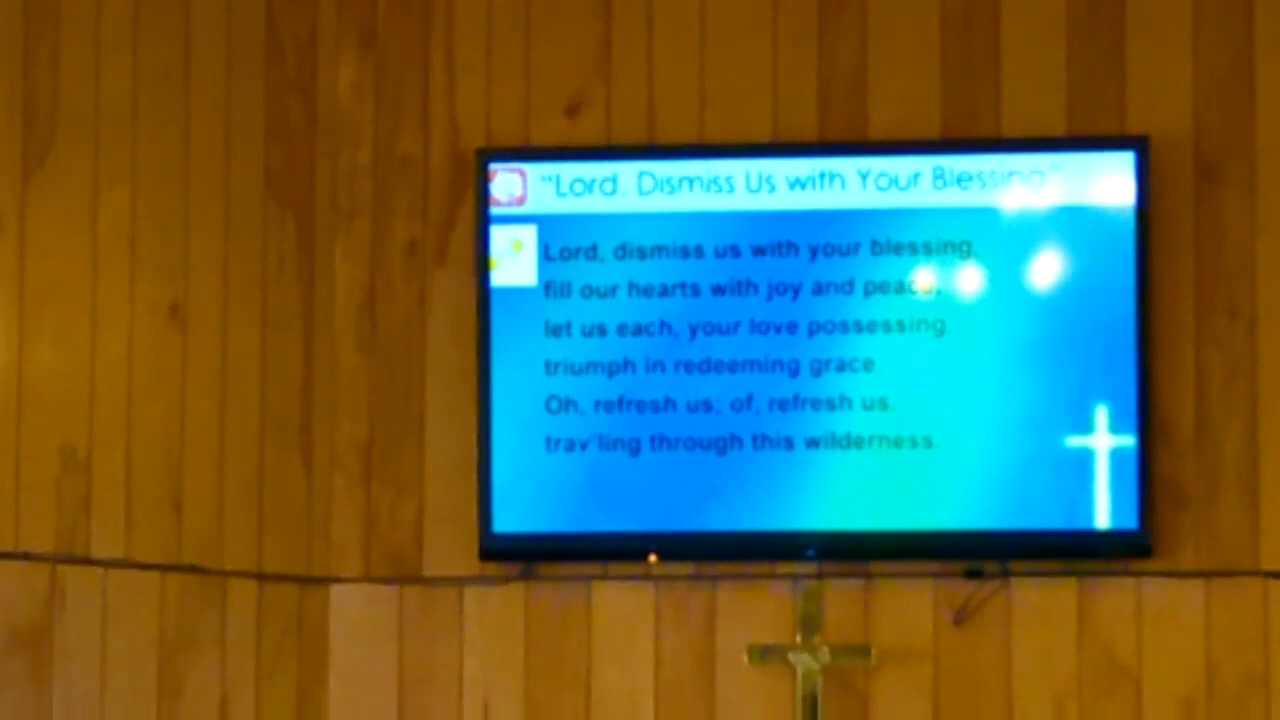 "Lord, Dismiss Us with Your Blessing"
Lord, dismiss us with your blessing,
fill our hearts with joy and peace,
let us each, your love possessing,
triumph in redeeming grace.
Oh, refresh us; of, refresh us,
trav'ling through this wilderness.